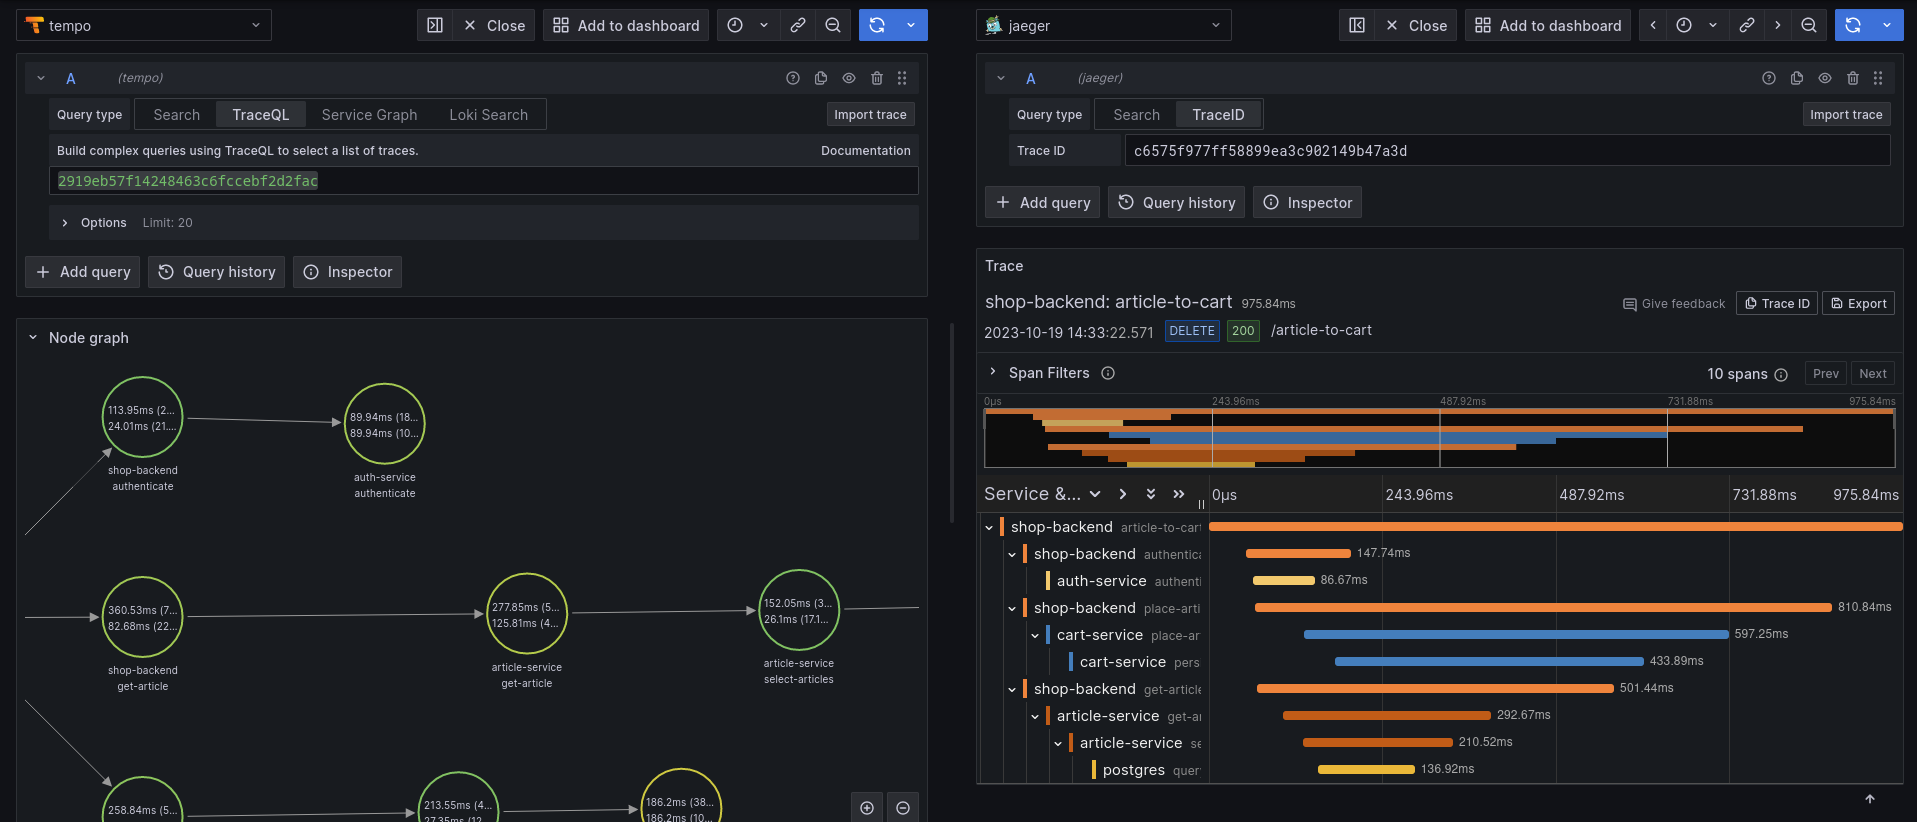 tempo
Close
Add to dashboard
A (tempo)
Query type Search TraceQL Service Graph Loki Search Import trace
Build complex queries using TraceQL to select a list of traces. Documentation
2919eb57f14248463c6fccebf2d2fac
Options Limit: 20
Add query Query history Inspector
Node graph
113.95ms (2...
24.01ms (21....
shop-backend
authenticate
89.94ms (18...
89.94ms (10...
auth-service
authenticate
360.53ms (7...
82.68ms (22...
shop-backend
get-article
277.85ms (5...
125.81ms (4...
article-service
get-article
152.05ms (3...
26.1ms (17.1...
article-service
select-articles
258.84ms (5...
213.55ms (4...
27.35ms (12...
186.2ms (38...
186.2ms (10...
jaeger
Close
Add to dashboard
A (jaeger)
Query type Search TraceID Import trace
Trace ID c6575f977ff58899ea3c902149b47a3d
Add query Query history Inspector
Trace
shop-backend: article-to-cart 975.84ms
Give feedback Trace ID Export
2023-10-19 14:33:22.571 DELETE 200 /article-to-cart
Span Filters 10 spans Prev Next
0μs 243.96ms 487.92ms 731.88ms 975.84ms
Service &... 0μs 243.96ms 487.92ms 731.88ms 975.84ms
shop-backend article-to-cart
shop-backend authentic 147.74ms
auth-service authenti 86.67ms
shop-backend place-arti 810.84ms
cart-service place-ar 597.25ms
cart-service pers 433.89ms
shop-backend get-article 501.44ms
article-service get-ar 292.67ms
article-service se 210.52ms
postgres quer 136.92ms